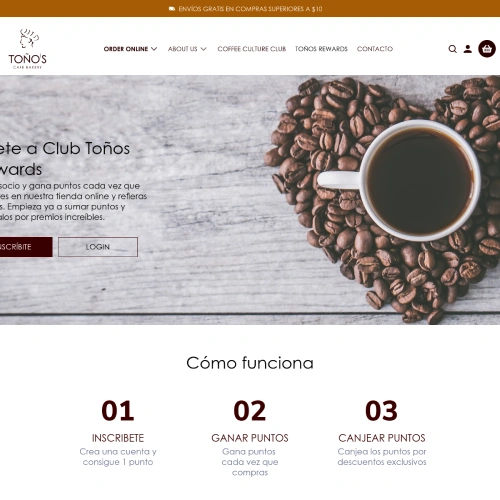 ENVÍOS GRATIS EN COMPRAS SUPERIORES A $10
TOÑO'S
CAFE BAKERY
ORDER ONLINE
ABOUT US
COFFEE CULTURE CLUB
TOÑOS REWARDS
CONTACTO
ete a Club Toños
wards
socio y gana puntos cada vez que
es en nuestra tienda online y refieras
s. Empieza ya a sumar puntos y
alos por premios increíbles.
NSCRÍBITE
LOGIN
Cómo funciona
01
INSCRIBETE
Crea una cuenta y
consigue 1 punto
02
GANAR PUNTOS
Gana puntos
cada vez que
compras
03
CANJEAR PUNTOS
Canjea los puntos por
descuentos exclusivos